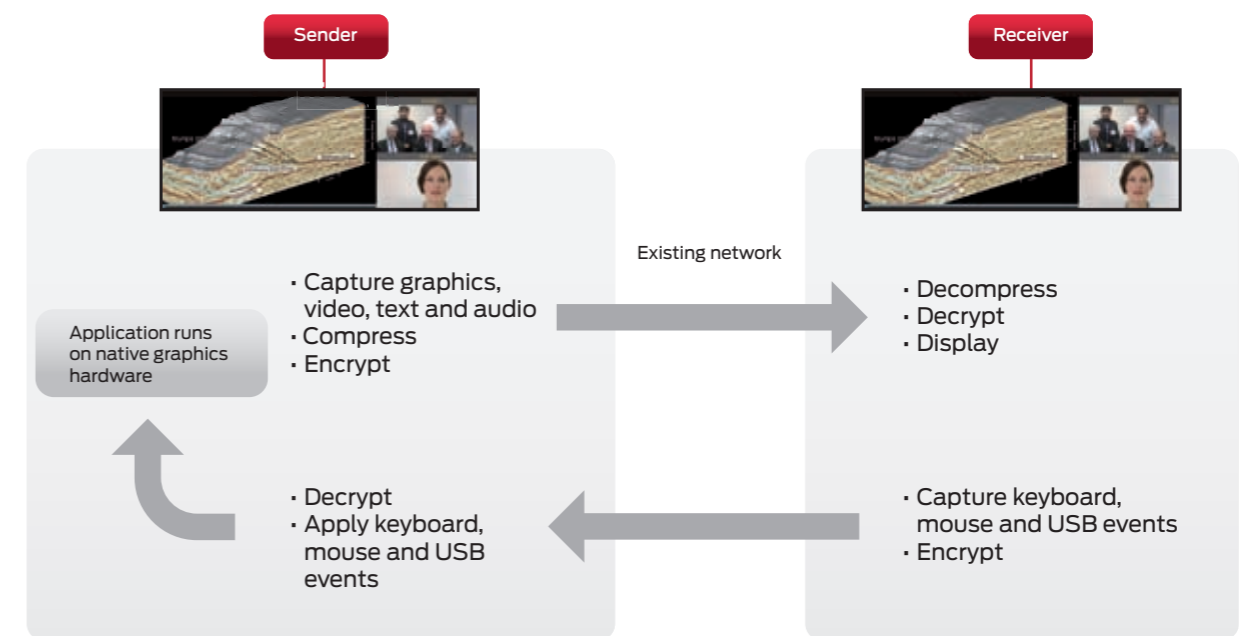 Sender
Receiver
Existing network
· Capture graphics,
video, text and audio
· Compress
· Encrypt
· Decompress
· Decrypt
· Display
Application runs
on native graphics
hardware
· Decrypt
· Apply keyboard,
mouse and USB
events
· Capture keyboard,
mouse and USB events
· Encrypt